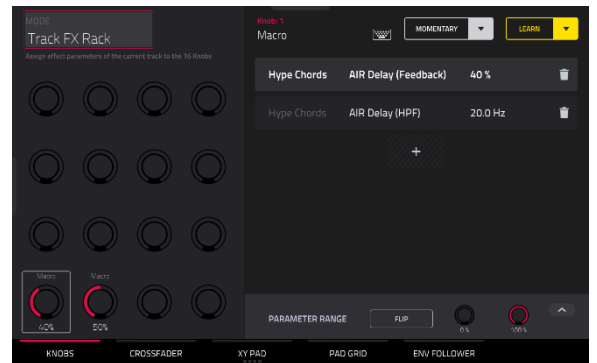 MODE
Track FX Rack
Assign effect parameters of the current track to the 16 Knobs
Macro
40%
Macro
50%
Knob: 1
Macro
MOMENTARY
LEARN
Hype Chords AIR Delay (Feedback) 40 %
Hype Chords AIR Delay (HPF) 20.0 Hz
+
PARAMETER RANGE FLIP 0% 100%
KNOBS CROSSFADER XY PAD PAD GRID ENV FOLLOWER